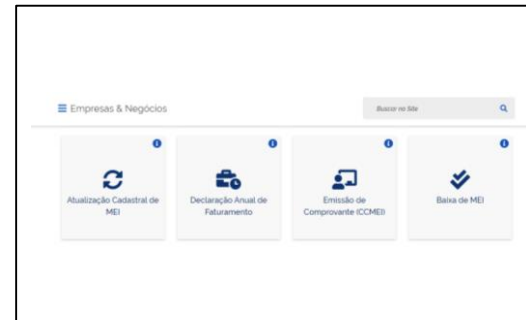 Empresas & Negócios
Buscar no Site
Atualização Cadastral de
MEI
Declaração Anual de
Faturamento
Emissão de
Comprovante (CCMEI)
Baixa de MEI